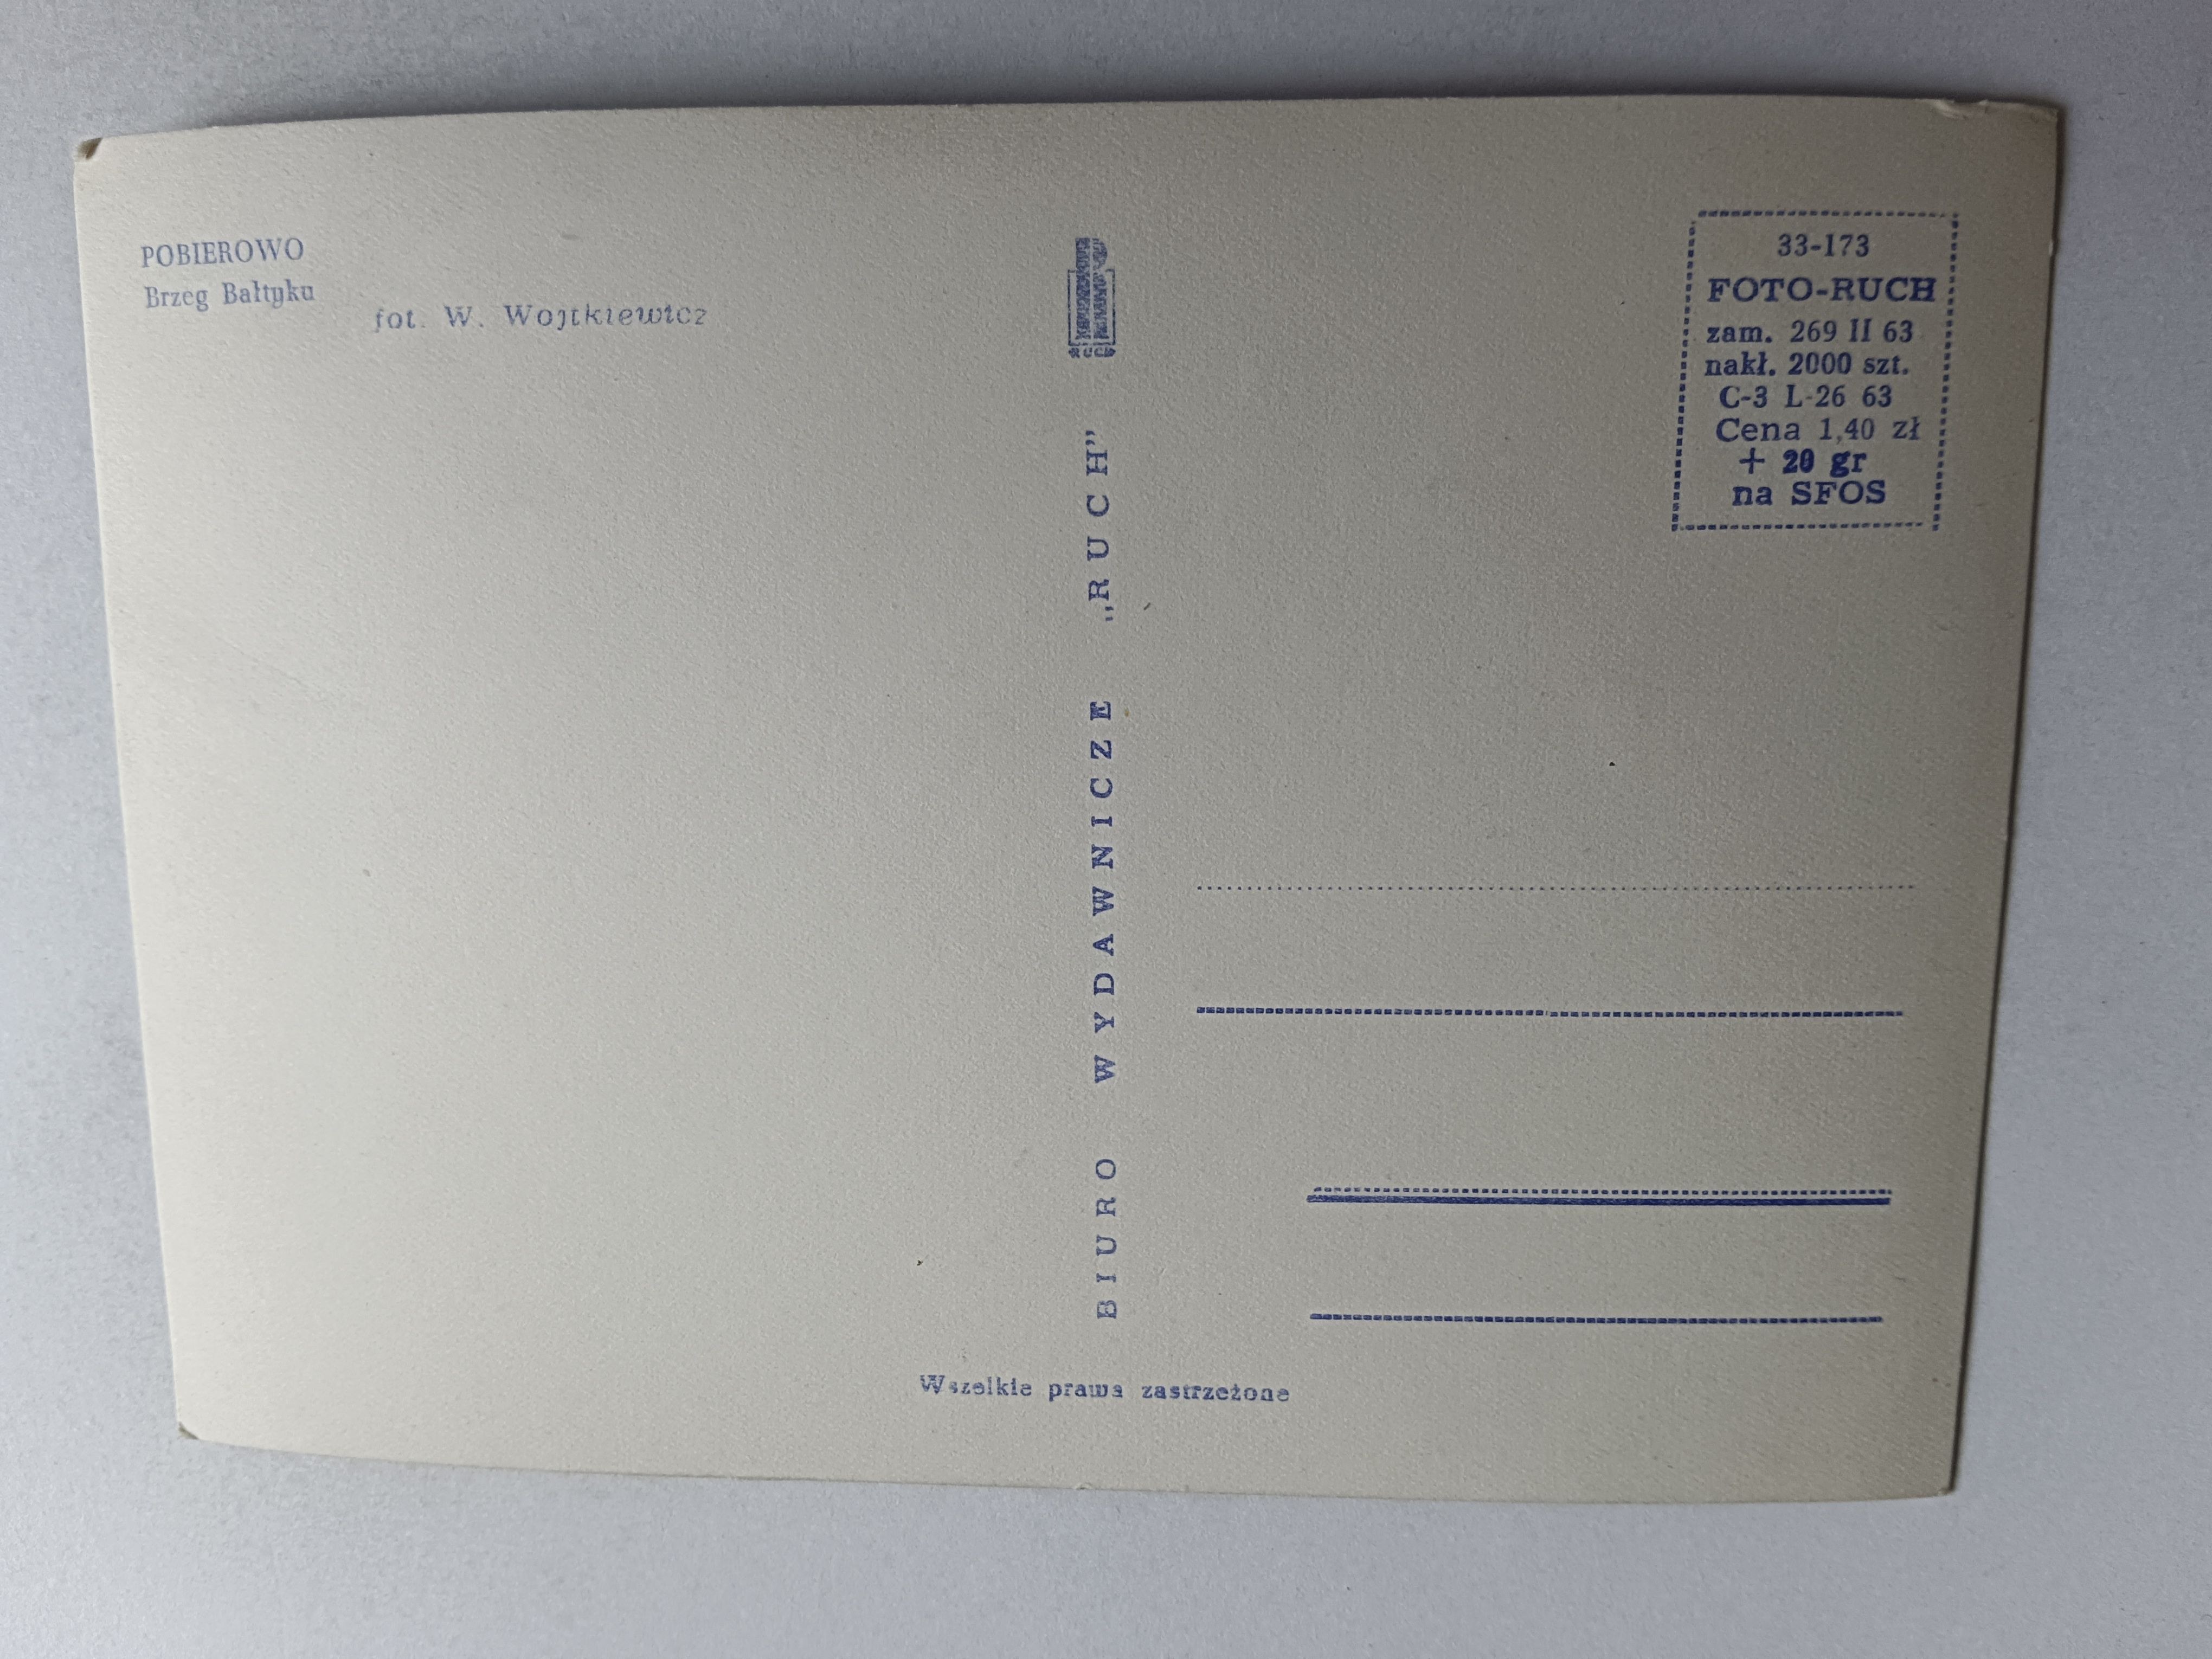 POBIEROWO
Brzeg Bałtyku
fot. W. Wojtkiewicz
BIURO WYDAWNICZE „RUCH”
33-173
FOTO-RUCH
zam. 269 II 63
nakł. 2000 szt.
C-3 L-26 63
Cena 1,40 zł
+ 20 gr
na SFOS
Wszelkie prawa zastrzeżone